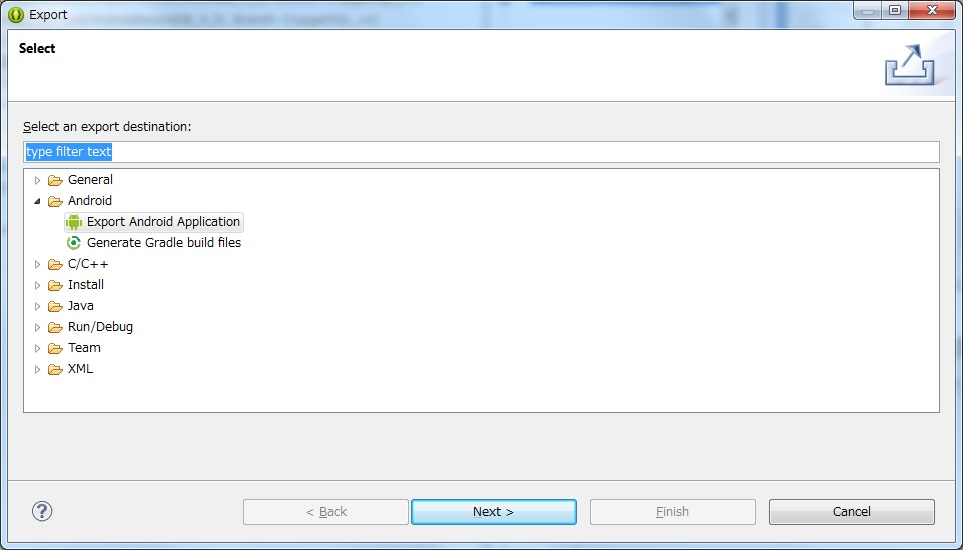 Export
Select
Select an export destination:
type filter text
General
Android
Export Android Application
Generate Gradle build files
C/C++
Install
Java
Run/Debug
Team
XML
?
< Back
Next >
Finish
Cancel